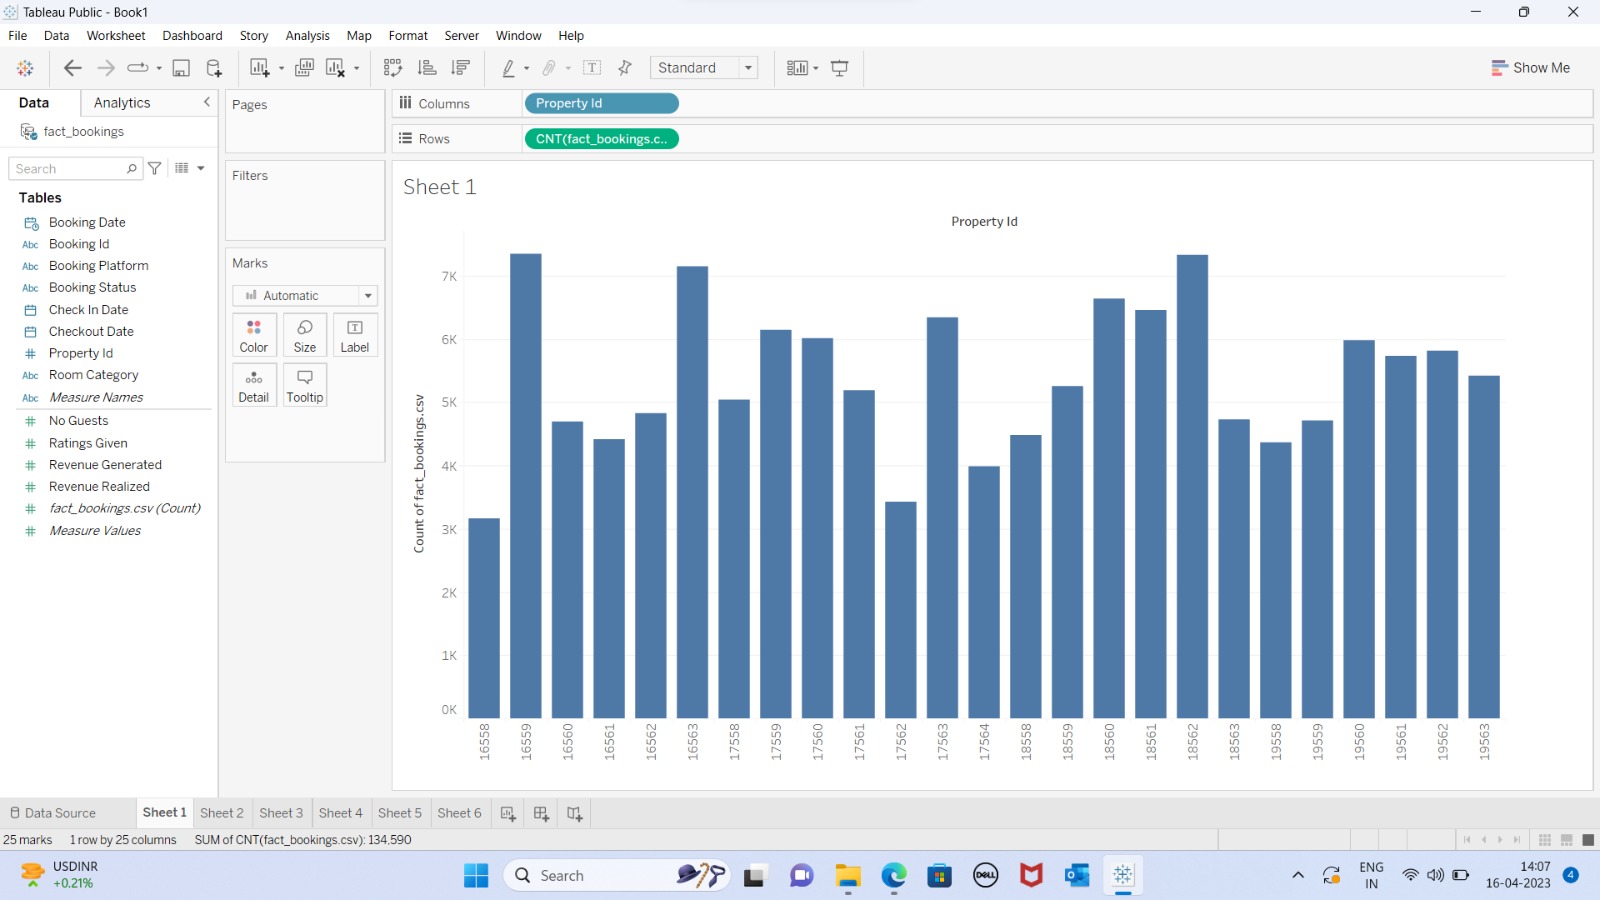 Tableau Public - Book1
File Data Worksheet Dashboard Story Analysis Map Format Server Window Help
Standard
Show Me
Data Analytics
fact_bookings
Search
Tables
Booking Date
Abc Booking Id
Abc Booking Platform
Abc Booking Status
Check In Date
Checkout Date
# Property Id
Abc Room Category
Abc Measure Names
# No Guests
# Ratings Given
# Revenue Generated
# Revenue Realized
# fact_bookings.csv (Count)
# Measure Values
Pages
Filters
Marks
Automatic
Color Size Label
Detail Tooltip
Columns Property Id
Rows CNT(fact_bookings.c..
Sheet 1
Property Id
Count of fact_bookings.csv
7K
6K
5K
4K
3K
2K
1K
0K
16558
16559
16560
16561
16562
16563
17558
17559
17560
17561
17562
17563
17564
18558
18559
18560
18561
18562
18563
19558
19559
19560
19561
19562
19563
Data Source Sheet 1 Sheet 2 Sheet 3 Sheet 4 Sheet 5 Sheet 6
25 marks 1 row by 25 columns SUM of CNT(fact_bookings.csv): 134,590
USDINR
+0.21%
Search
DELL
ENG
IN
14:07
16-04-2023
4